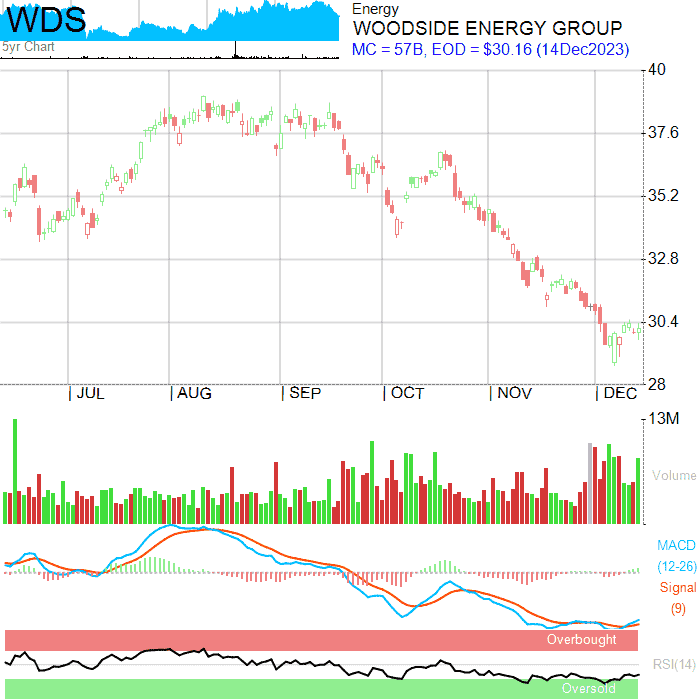 WDS
5yr Chart
Energy
WOODSIDE ENERGY GROUP
MC = 57B, EOD = $30.16 (14Dec2023)
40
37.6
35.2
32.8
30.4
28
JUL AUG SEP OCT NOV DEC
13M
Volume
MACD
(12-26)
Signal
(9)
Overbought
RSI(14)
Oversold